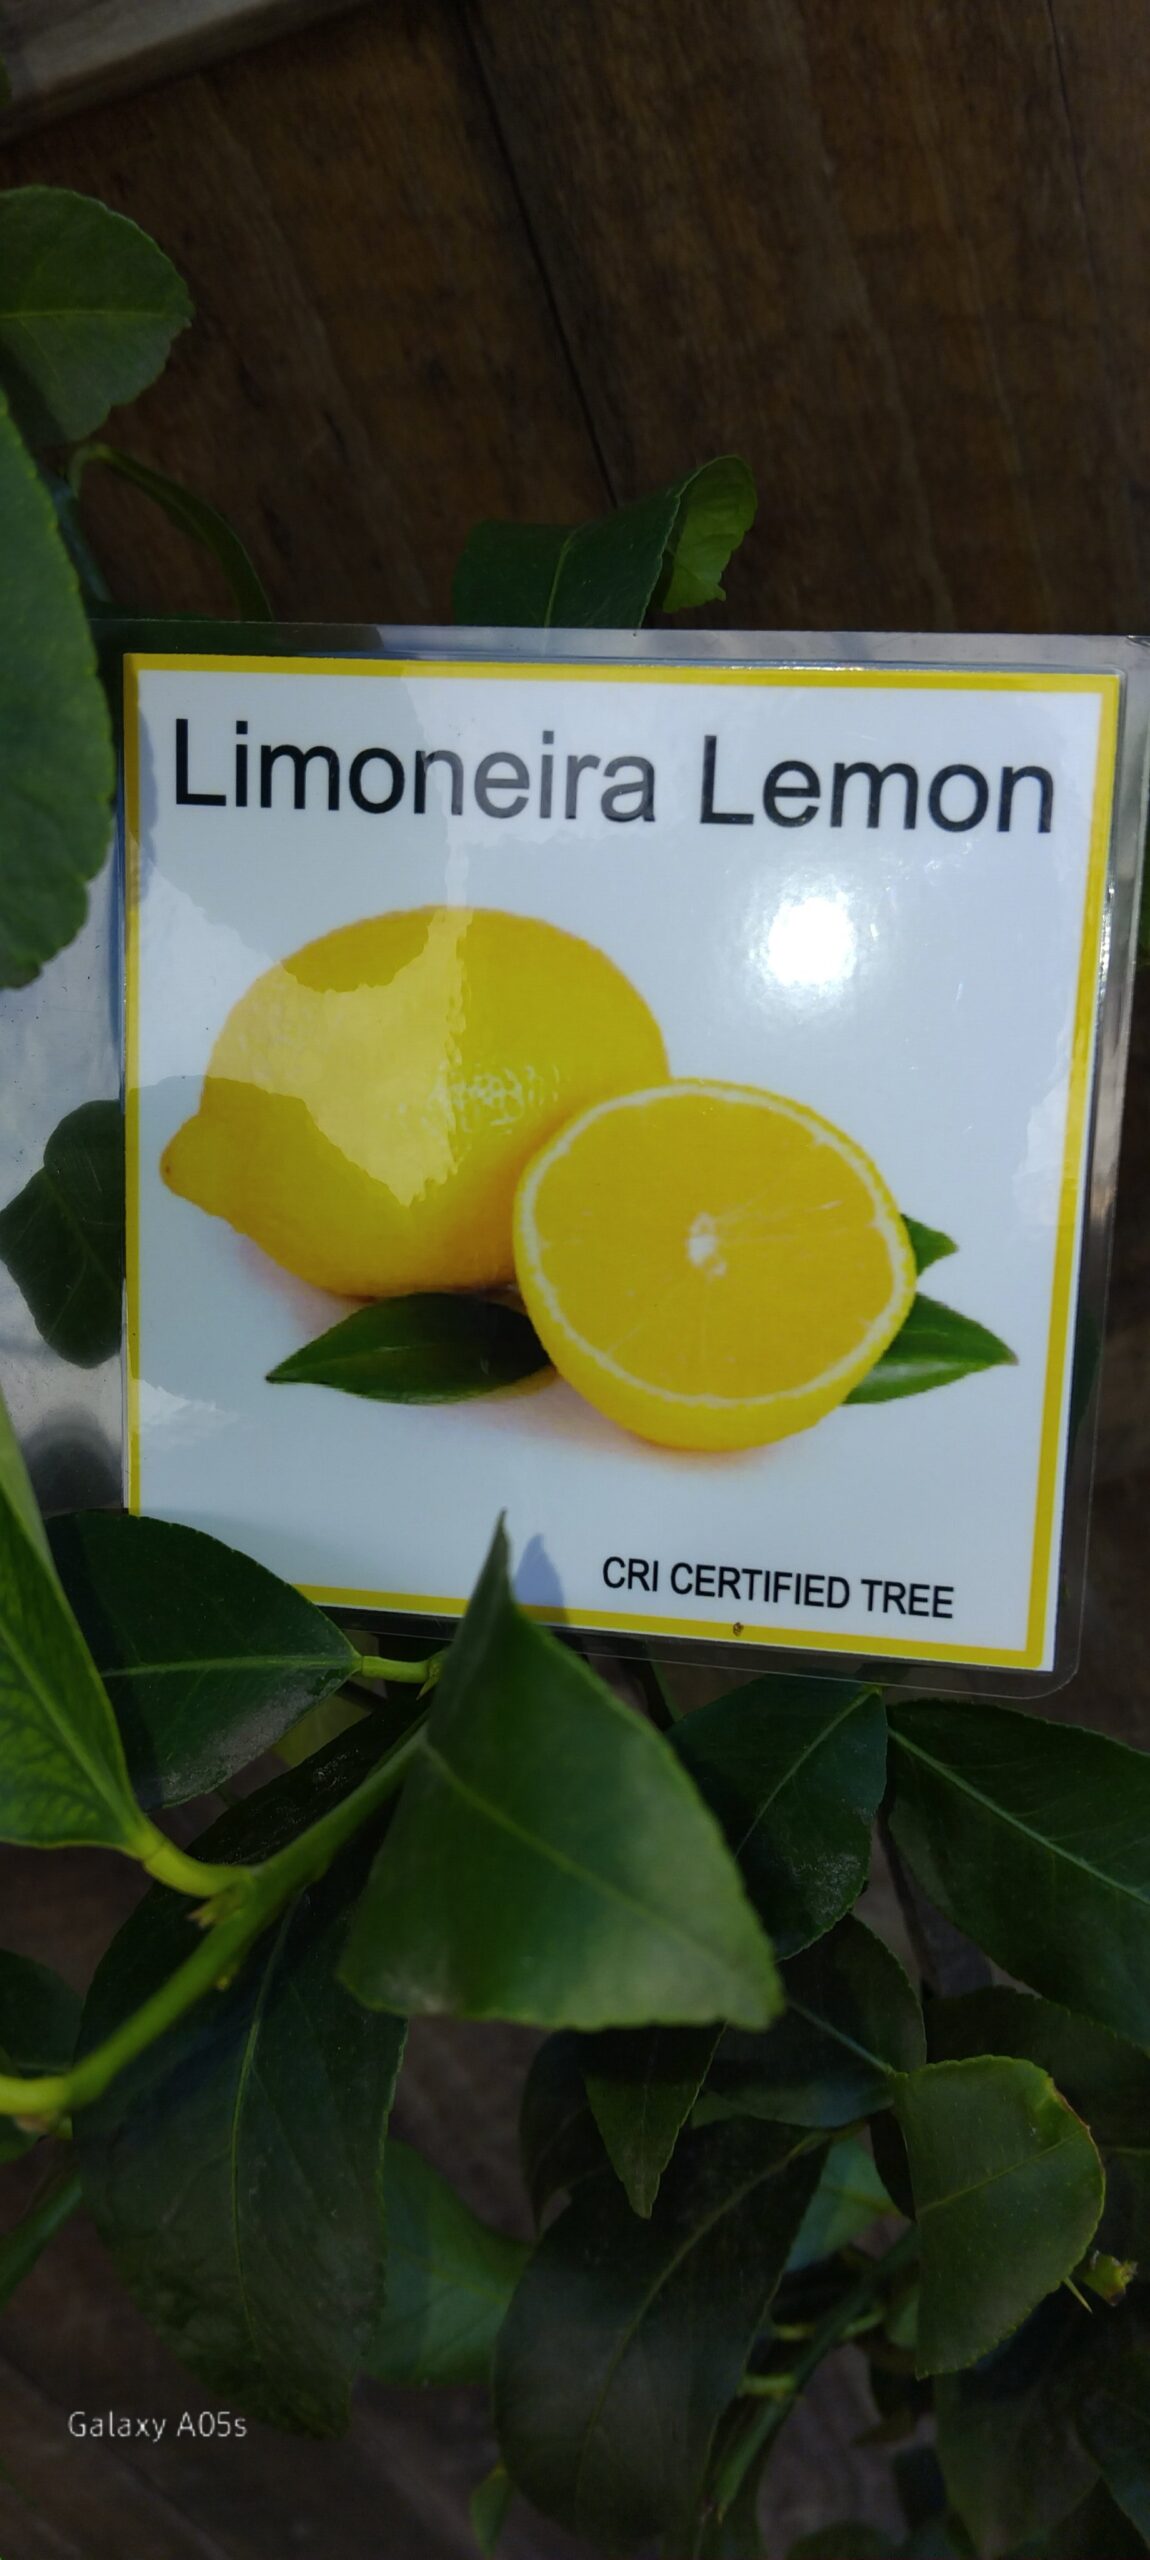 Limoneira Lemon
CRI CERTIFIED TREE
Galaxy A05s